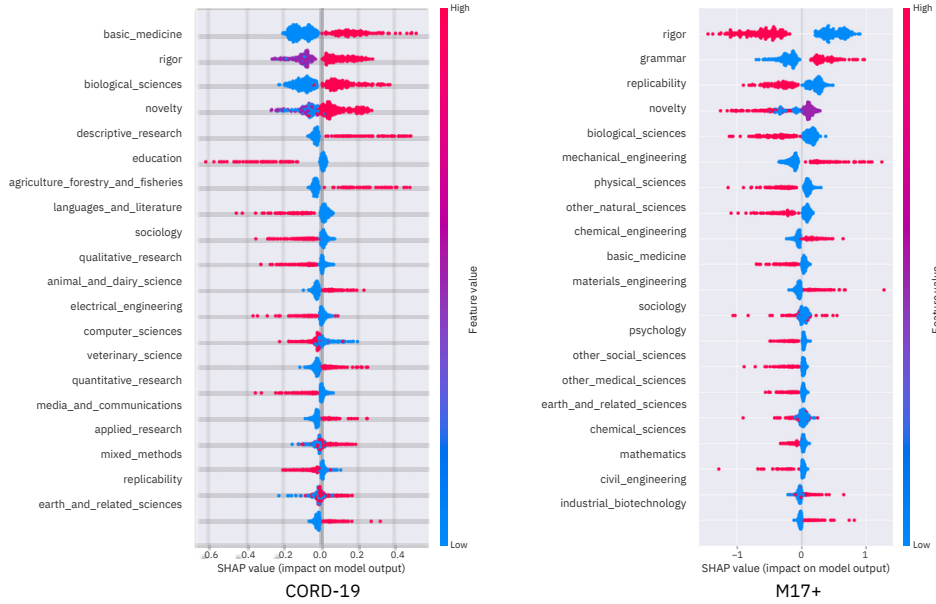 High
basic_medicine
rigor
biological_sciences
novelty
descriptive_research
education
agriculture_forestry_and_fisheries
languages_and_literature
sociology
qualitative_research
animal_and_dairy_science
electrical_engineering
computer_sciences
veterinary_science
quantitative_research
media_and_communications
applied_research
mixed_methods
replicability
earth_and_related_sciences
Feature value
Low
-0.6 -0.4 -0.2 0.0 0.2 0.4
SHAP value (impact on model output)
CORD-19
High
rigor
grammar
replicability
novelty
biological_sciences
mechanical_engineering
physical_sciences
other_natural_sciences
chemical_engineering
basic_medicine
materials_engineering
sociology
psychology
other_social_sciences
other_medical_sciences
earth_and_related_sciences
chemical_sciences
mathematics
civil_engineering
industrial_biotechnology
Feature value
Low
−1 0 1
SHAP value (impact on model output)
M17+